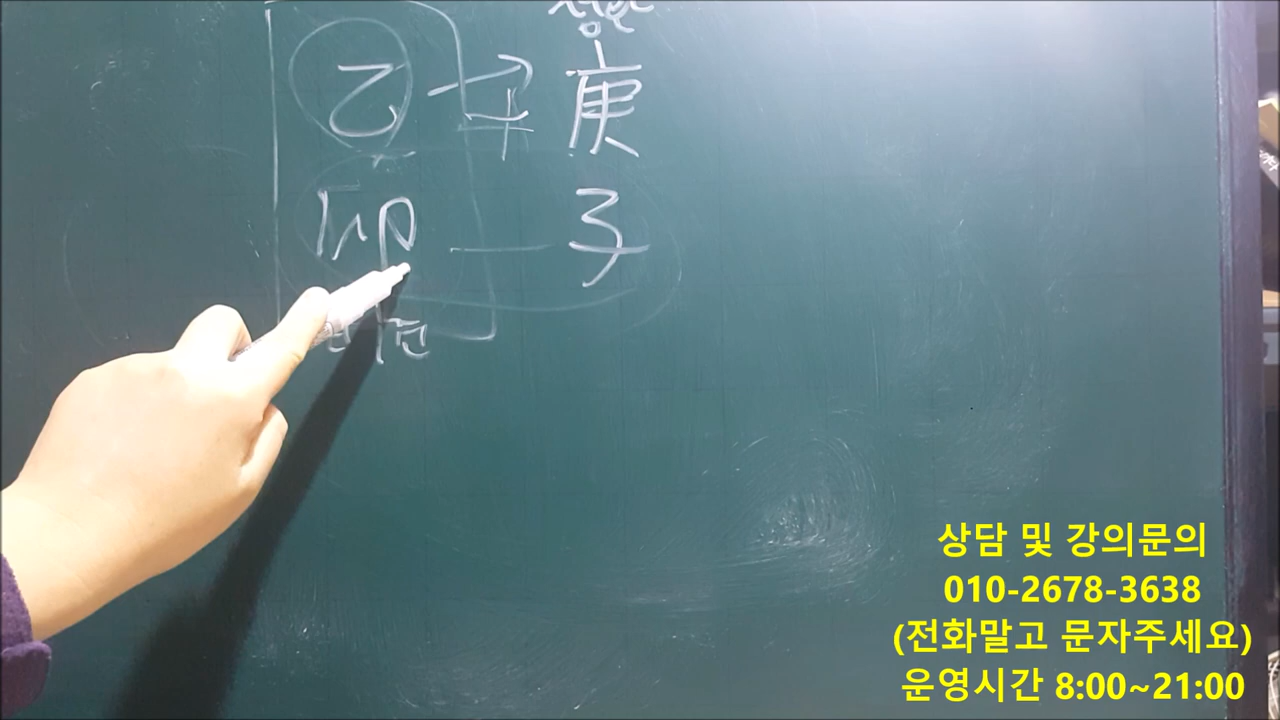 乙 → 庚
卯 — 子
상담 및 강의문의
010-2678-3638
(전화말고 문자주세요)
운영시간 8:00~21:00